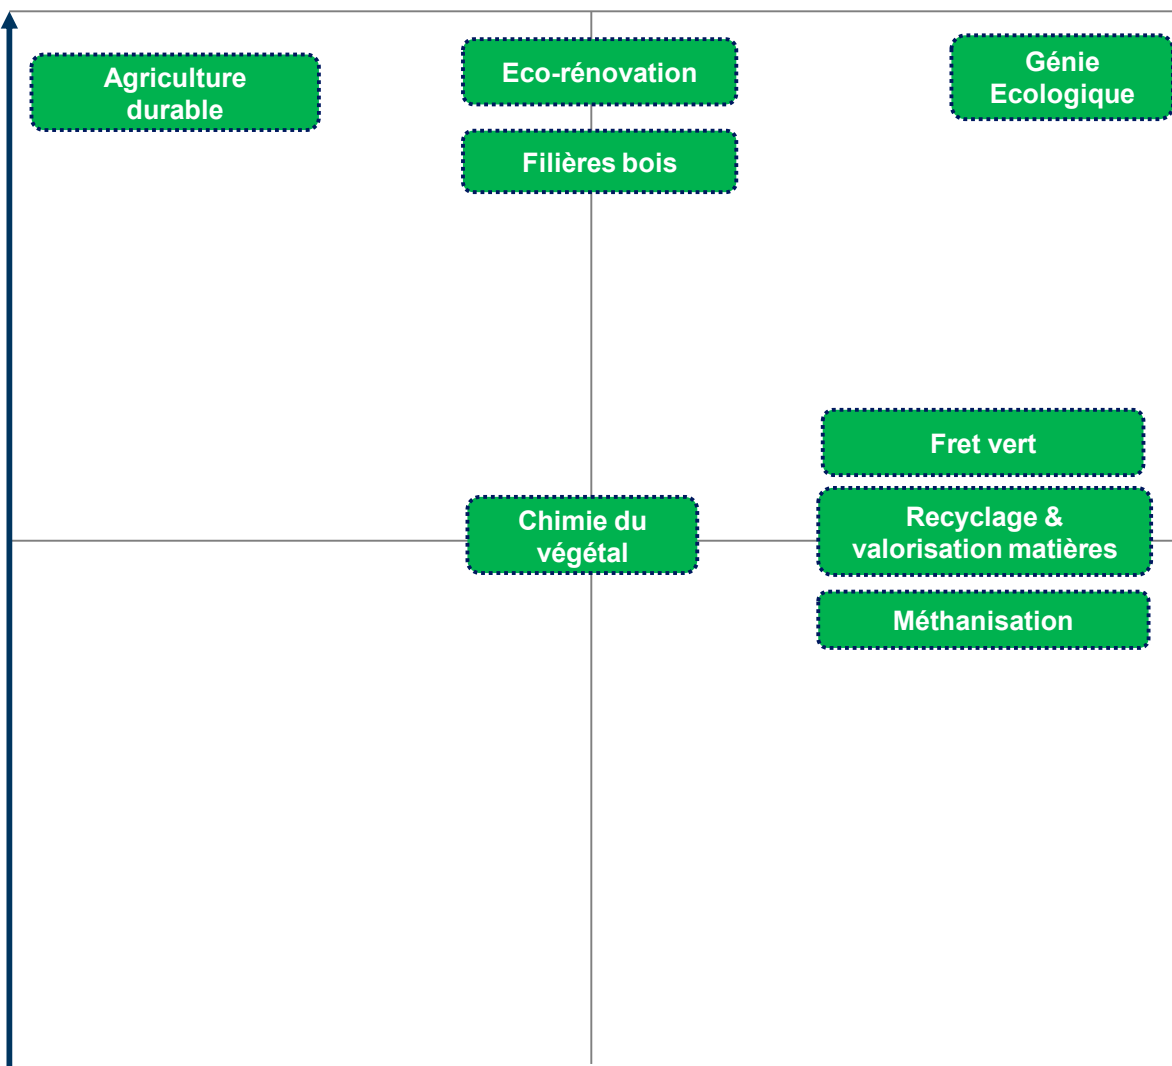 Agriculture
durable
Eco-rénovation
Génie
Ecologique
Filières bois
Fret vert
Chimie du
végétal
Recyclage &
valorisation matières
Méthanisation